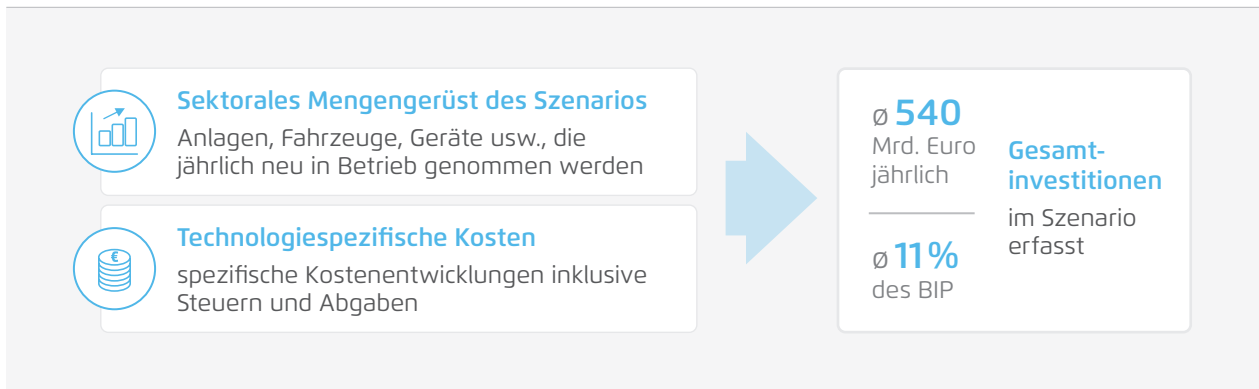 Sektorales Mengengerüst des Szenarios
Anlagen, Fahrzeuge, Geräte usw., die
jährlich neu in Betrieb genommen werden
€
Technologiespezifische Kosten
spezifische Kostenentwicklungen inklusive
Steuern und Abgaben
ø 540
Mrd. Euro
jährlich
ø 11 %
des BIP
Gesamt-
investitionen
im Szenario
erfasst